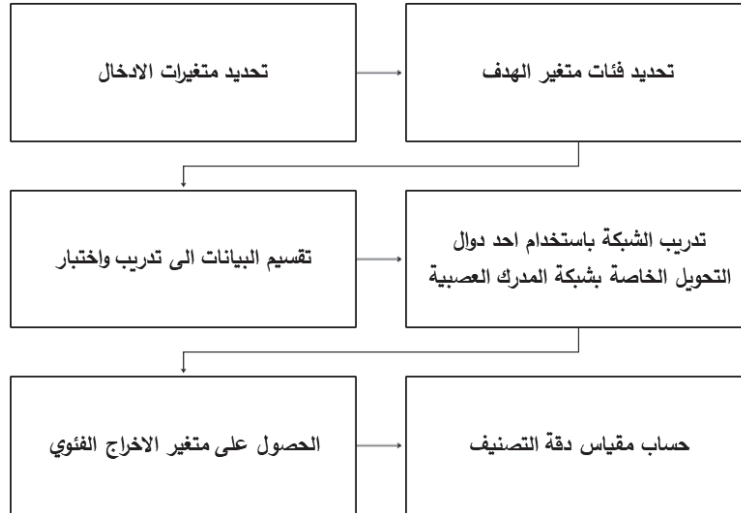 تحديد متغيرات الادخال
تحديد فئات متغير الهدف
تقسيم البيانات الى تدريب واختبار
تدريب الشبكة باستخدام احد دوال
التحويل الخاصة بشبكة المدرك العصبية
الحصول على متغير الاخراج الفئوي
حساب مقياس دقة التصنيف